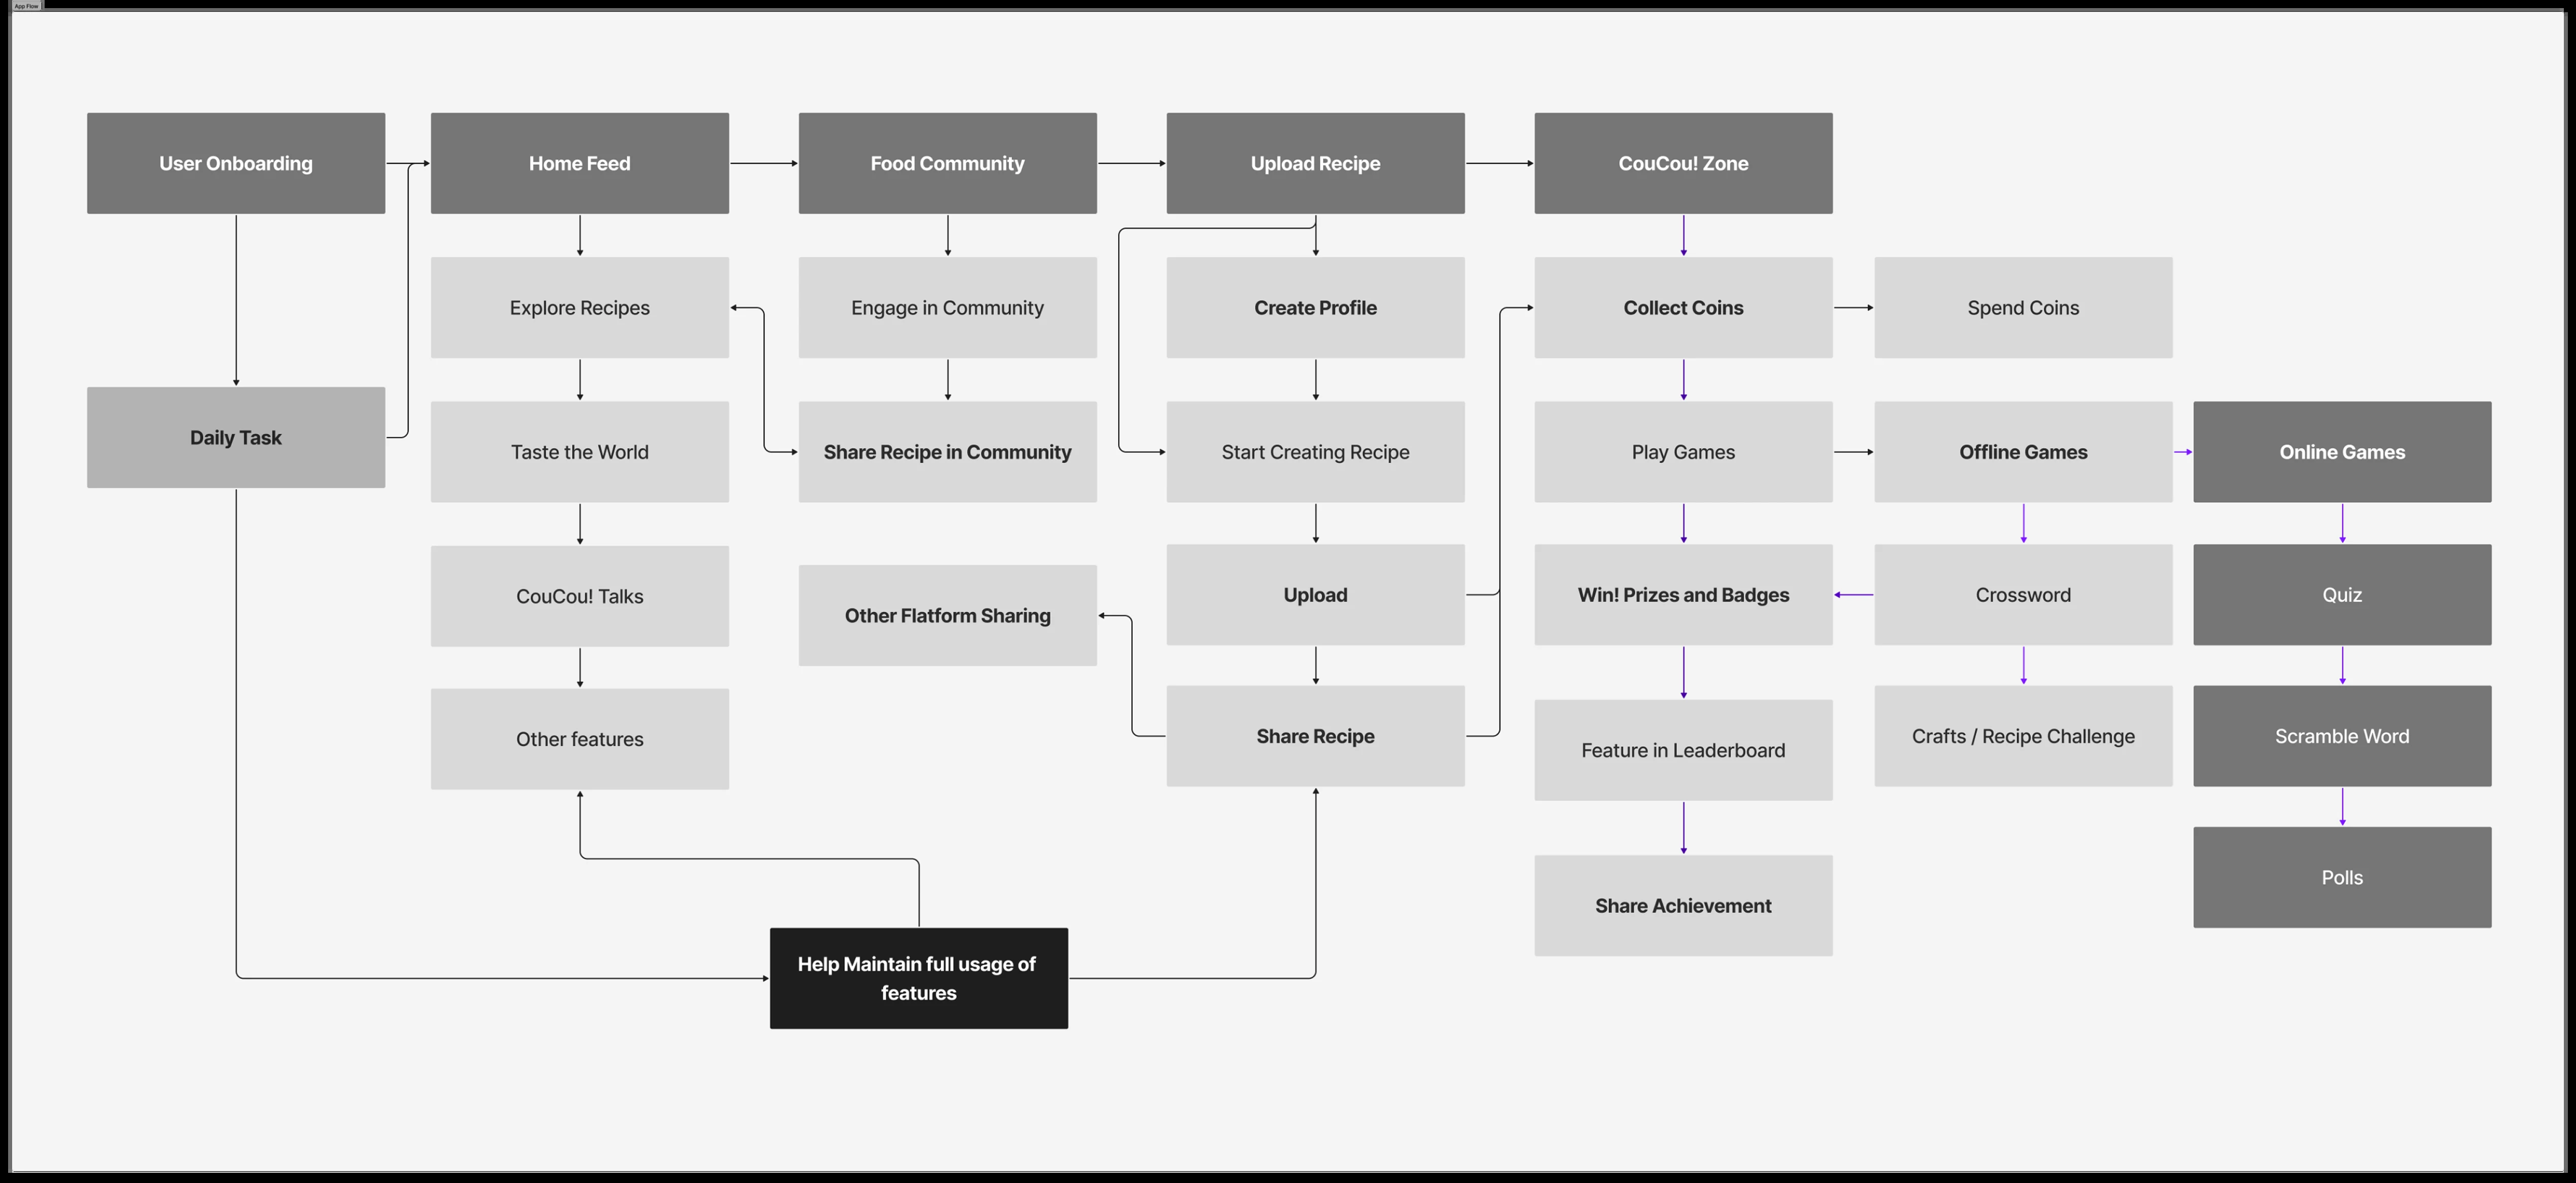 App Flow
User Onboarding
Home Feed
Food Community
Upload Recipe
CouCou! Zone
Explore Recipes
Engage in Community
Create Profile
Collect Coins
Spend Coins
Daily Task
Taste the World
Share Recipe in Community
Start Creating Recipe
Play Games
Offline Games
Online Games
CouCou! Talks
Other Flatform Sharing
Upload
Win! Prizes and Badges
Crossword
Quiz
Other features
Share Recipe
Feature in Leaderboard
Crafts / Recipe Challenge
Scramble Word
Share Achievement
Polls
Help Maintain full usage of
features